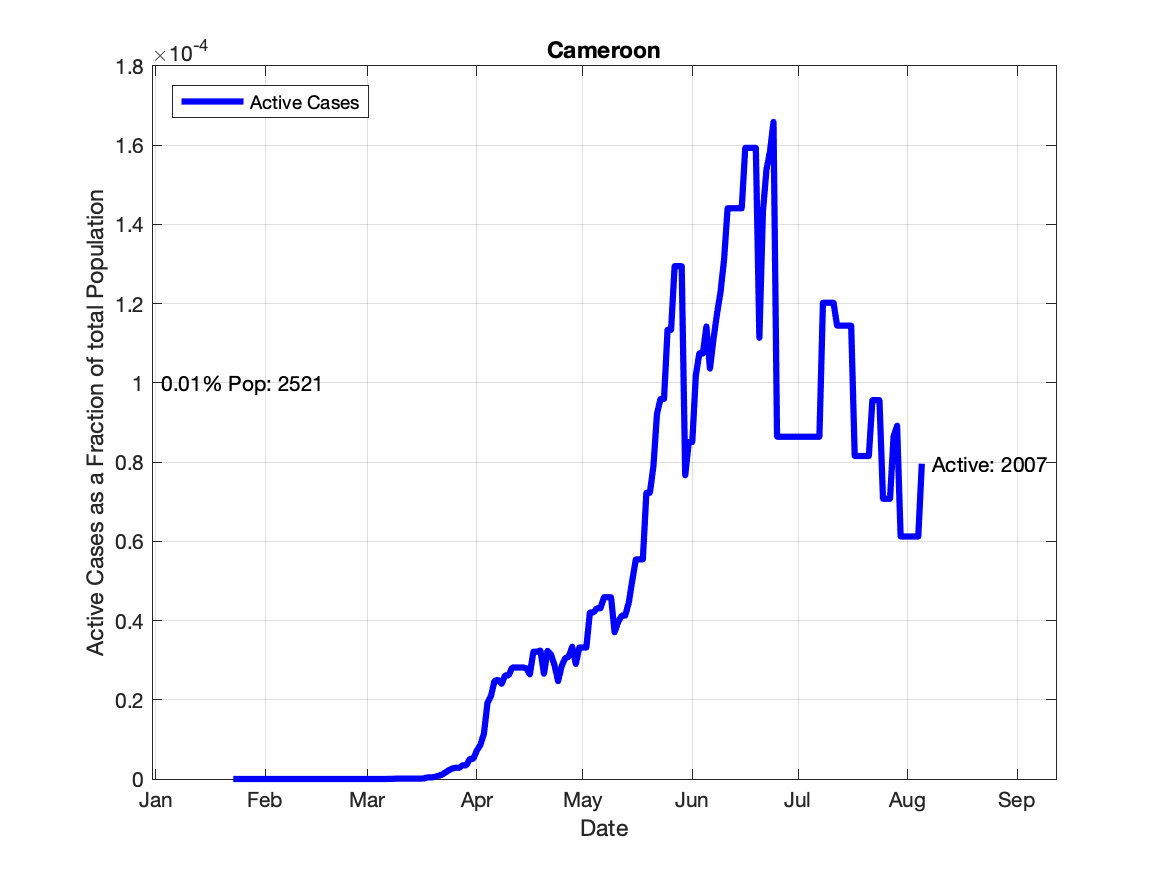 Cameroon
×10-4
Active Cases
1.8
1.6
1.4
1.2
1
0.8
0.6
0.4
0.2
0
Active Cases as a Fraction of total Population
0.01% Pop: 2521
Active: 2007
Jan Feb Mar Apr May Jun Jul Aug Sep
Date